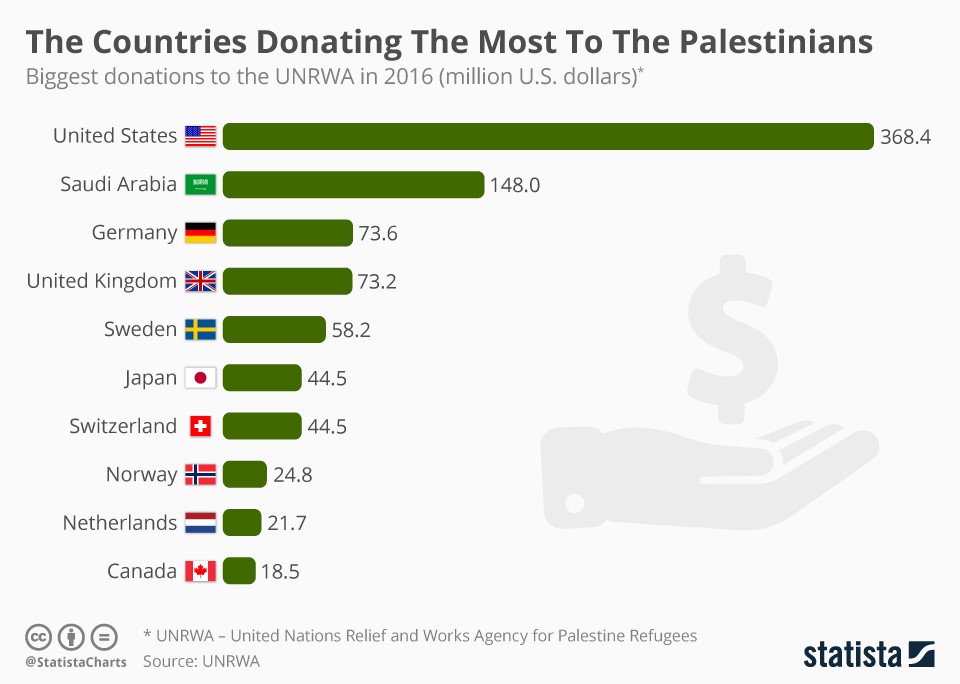 The Countries Donating The Most To The Palestinians
Biggest donations to the UNRWA in 2016 (million U.S. dollars)*
United States 368.4
Saudi Arabia 148.0
Germany 73.6
United Kingdom 73.2
Sweden 58.2
Japan 44.5
Switzerland 44.5
Norway 24.8
Netherlands 21.7
Canada 18.5
$
cc
@StatistaCharts
* UNRWA – United Nations Relief and Works Agency for Palestine Refugees
Source: UNRWA
statista